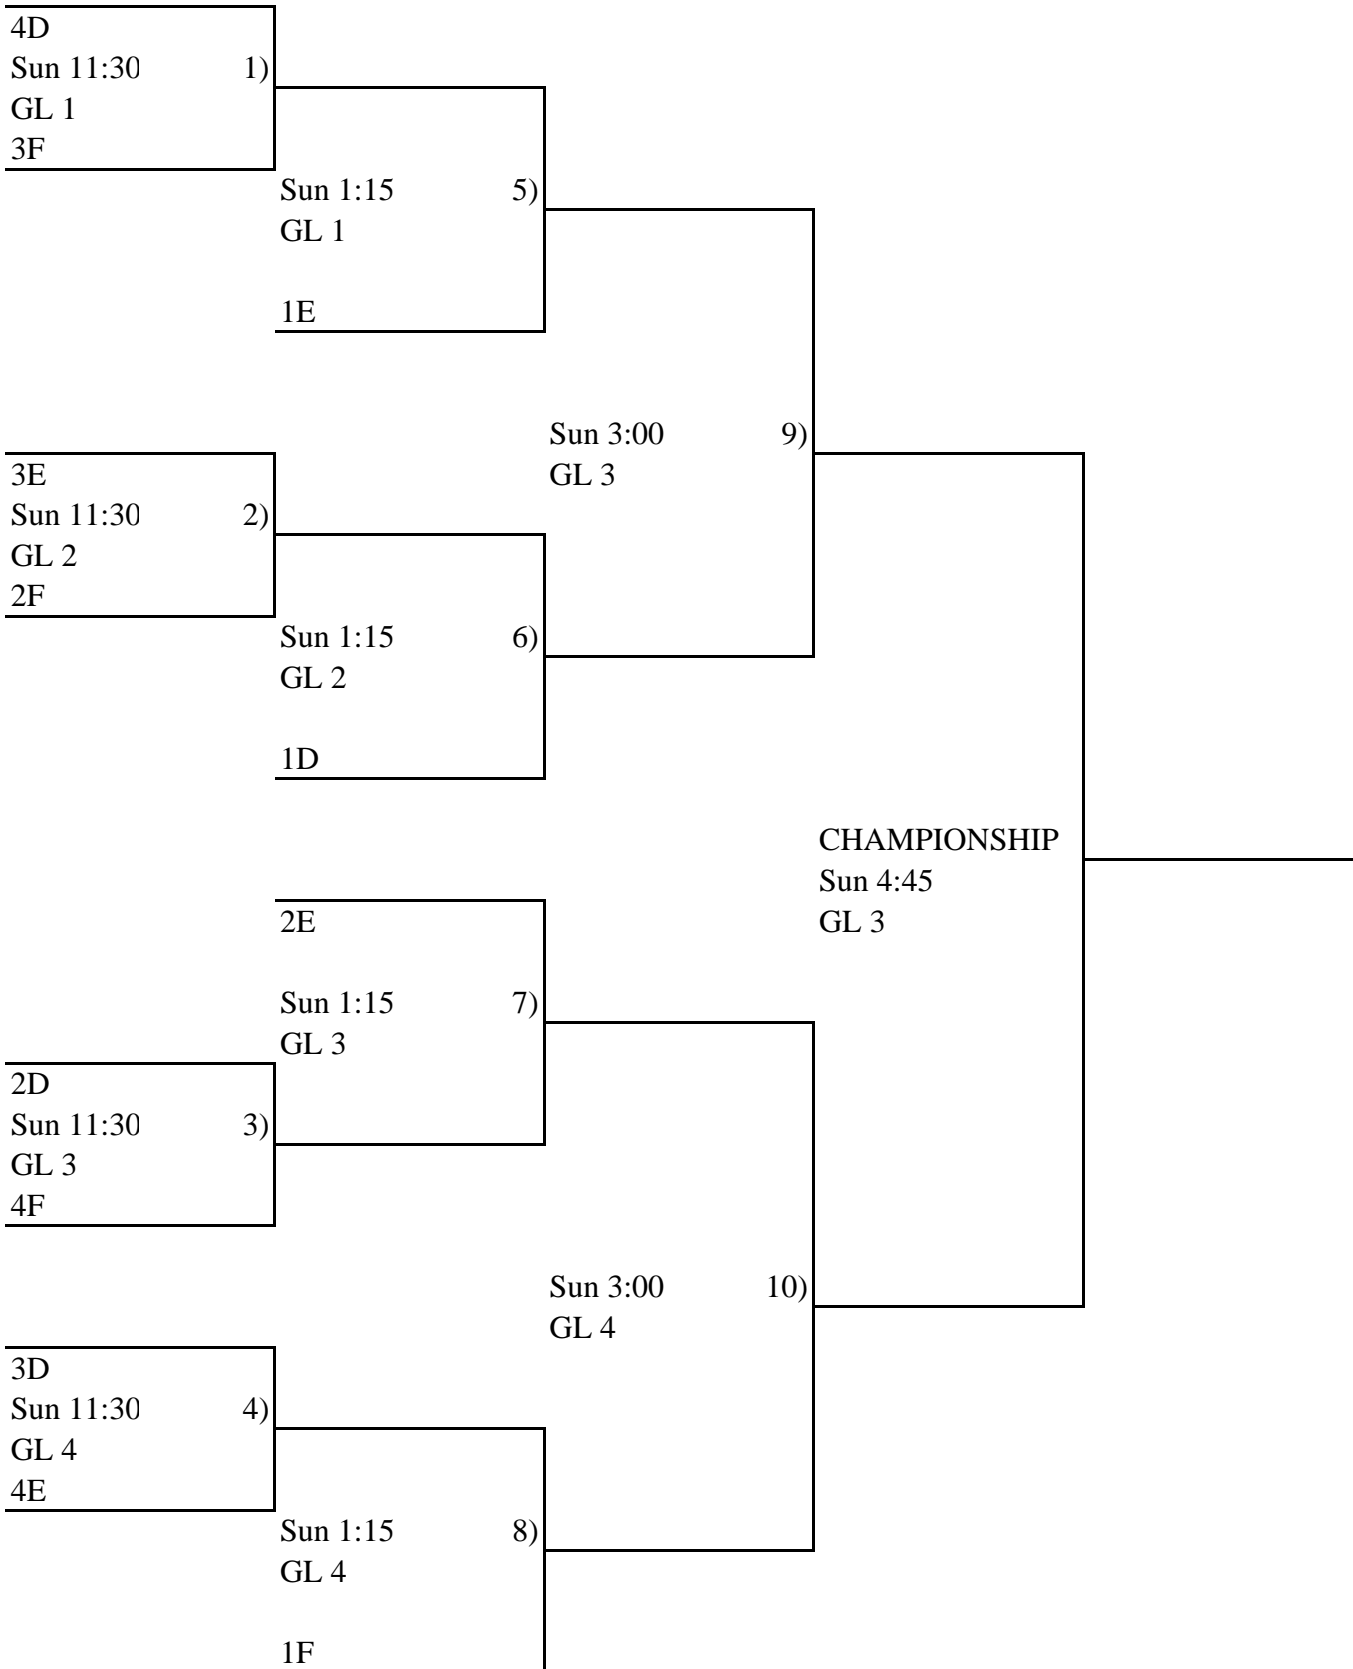 4D
Sun 11:30 1)
GL 1
3F
Sun 1:15 5)
GL 1
1E
Sun 3:00 9)
GL 3
3E
Sun 11:30 2)
GL 2
2F
Sun 1:15 6)
GL 2
1D
CHAMPIONSHIP
Sun 4:45
GL 3
2E
Sun 1:15 7)
GL 3
2D
Sun 11:30 3)
GL 3
4F
Sun 3:00 10)
GL 4
3D
Sun 11:30 4)
GL 4
4E
Sun 1:15 8)
GL 4
1F